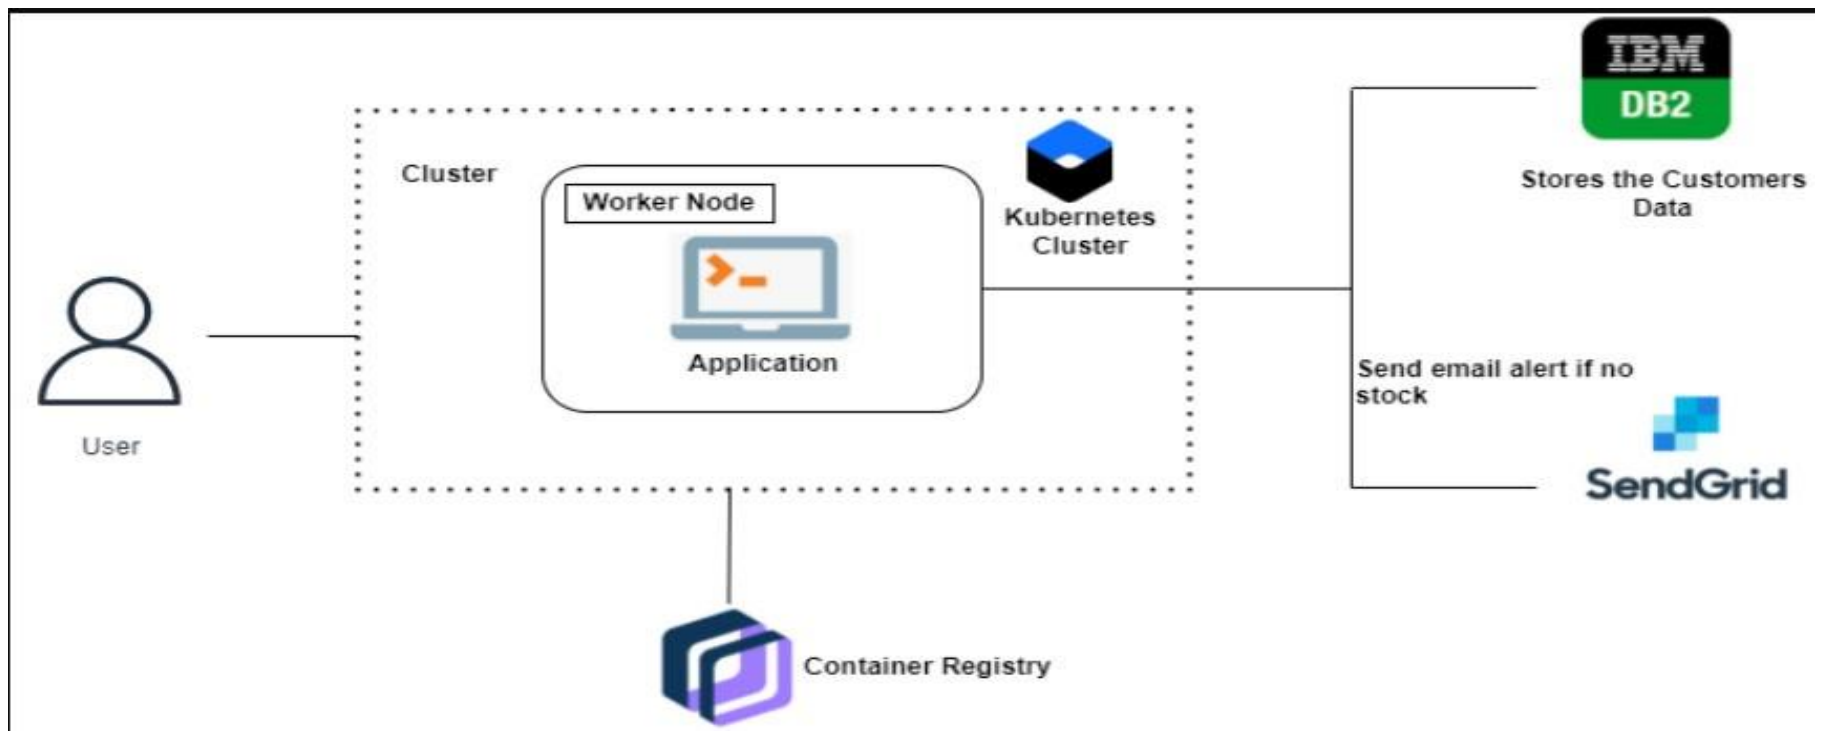 IBM
DB2
Stores the Customers
Data
Cluster
Worker Node
Kubernetes
Cluster
Application
User
Send email alert if no
stock
SendGrid
Container Registry